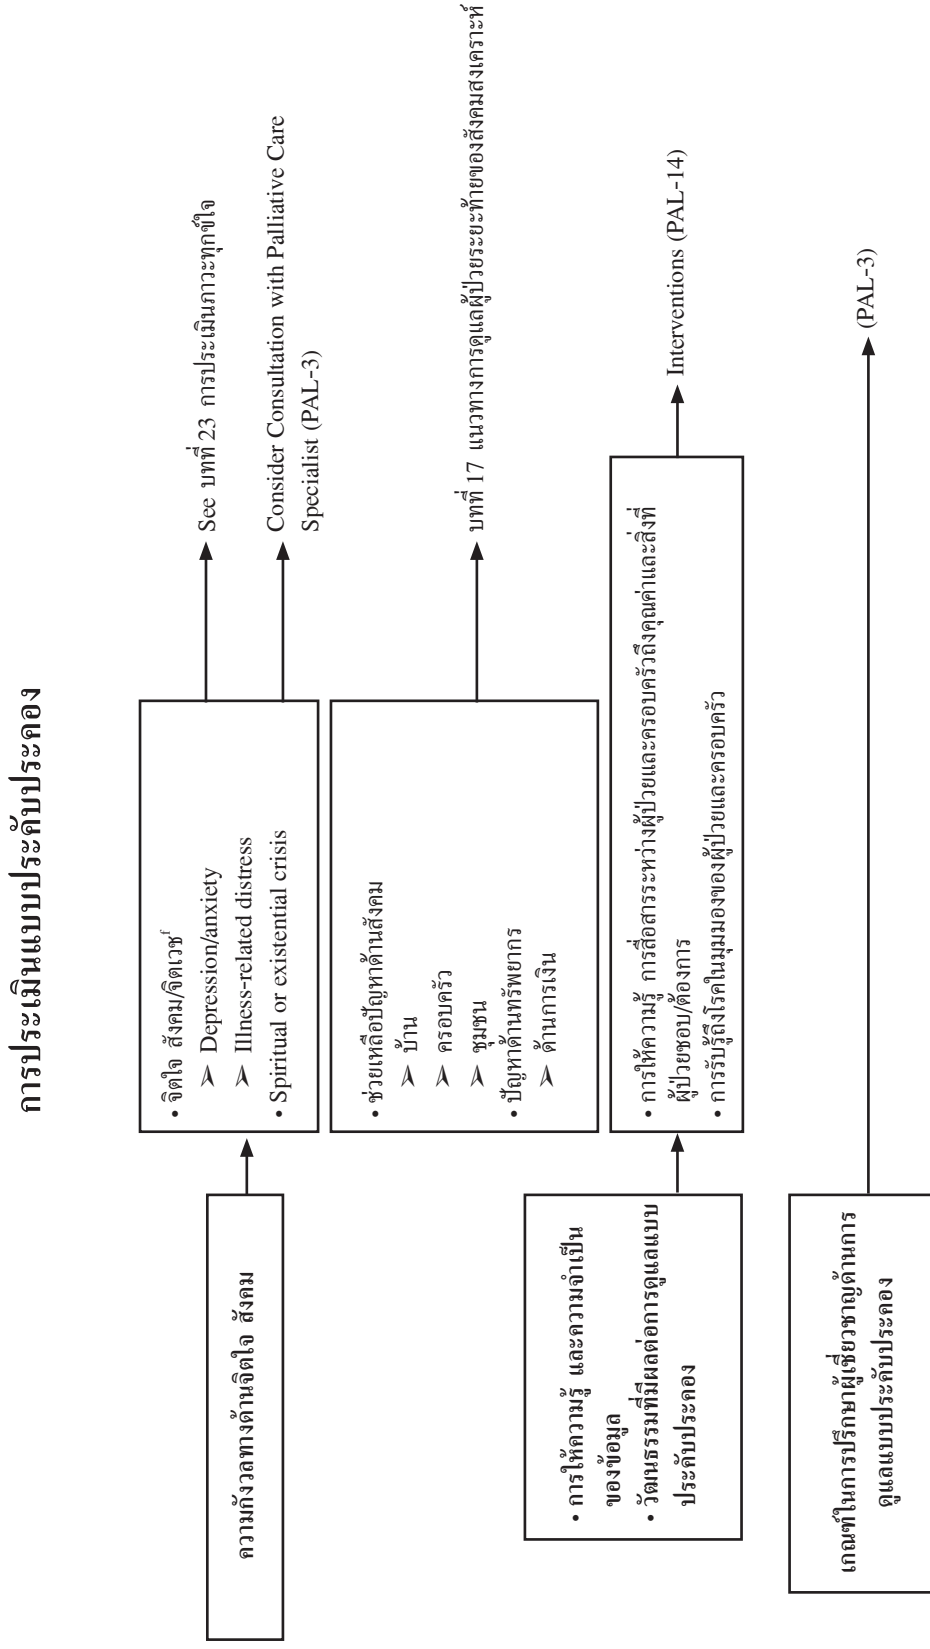 การประเมินแบบประคับประคอง
ความกังวลทางด้านจิตใจ สังคม
• จิตใจ สังคม/จิตเวชf
➢ Depression/anxiety
➢ Illness-related distress
• Spiritual or existential crisis
See บทที่ 23 การประเมินภาวะทุกข์ใจ
Consider Consultation with Palliative Care
Specialist (PAL-3)
• ช่วยเหลือปัญหาด้านสังคม
➢ บ้าน
➢ ครอบครัว
➢ ชุมชน
• ปัญหาด้านทรัพยากร
➢ ด้านการเงิน
บทที่ 17 แนวทางการดูแลผู้ป่วยระยะท้ายของสังคมสงเคราะห์
• การให้ความรู้ และความจำเป็น
ของข้อมูล
• วัฒนธรรมที่มีผลต่อการดูแลแบบ
ประคับประคอง
• การให้ความรู้ การสื่อสารระหว่างผู้ป่วยและครอบครัวถึงคุณค่าและสิ่งที่
ผู้ป่วยชอบ/ต้องการ
• การรับรู้ถึงโรคในมุมมองของผู้ป่วยและครอบครัว
Interventions (PAL-14)
เกณฑ์ในการปรึกษาผู้เชี่ยวชาญด้านการ
ดูแลแบบประคับประคอง
(PAL-3)